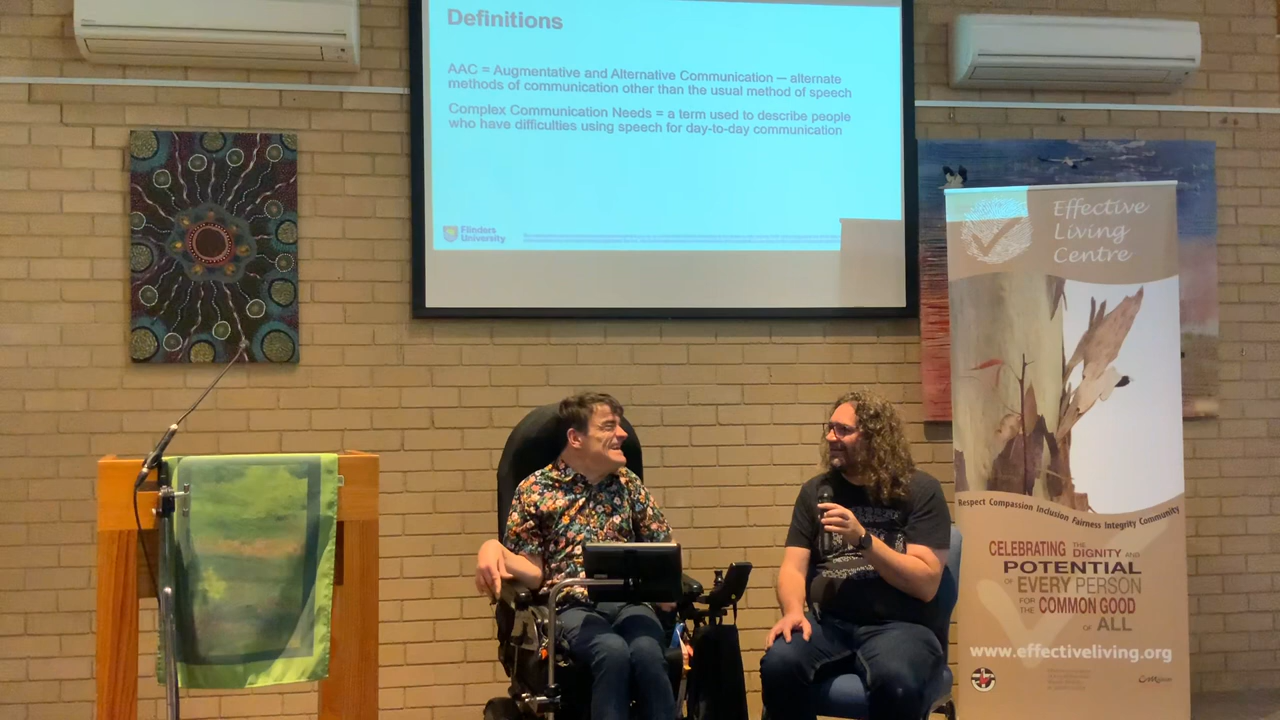 Definitions
AAC = Augmentative and Alternative Communication — alternate
methods of communication other than the usual method of speech
Complex Communication Needs = a term used to describe people
who have difficulties using speech for day-to-day communication
Flinders
University
Effective
Living
Centre
Respect Compassion Inclusion Fairness Integrity Community
CELEBRATING THE DIGNITY AND
POTENTIAL
OF EVERY PERSON
FOR THE COMMON GOOD
OF ALL
www.effectiveliving.org